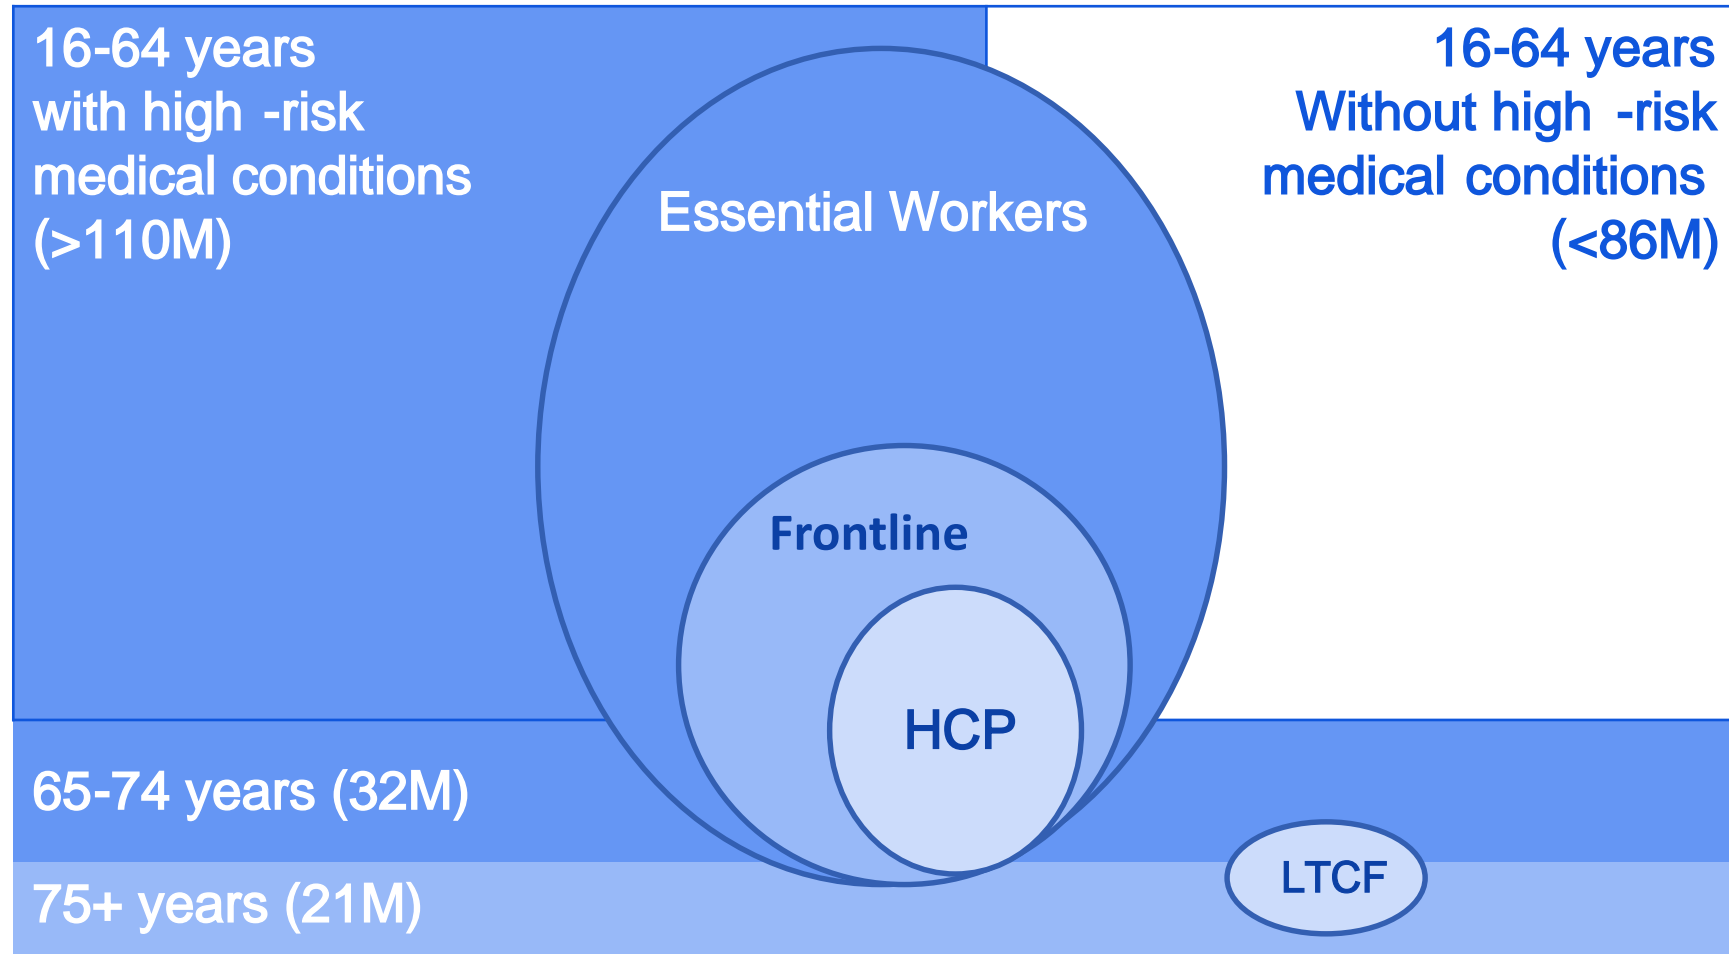 16-64 years
with high -risk
medical conditions
(>110M)
16-64 years
Without high -risk
medical conditions
(<86M)
Essential Workers
Frontline
HCP
65-74 years (32M)
LTCF
75+ years (21M)